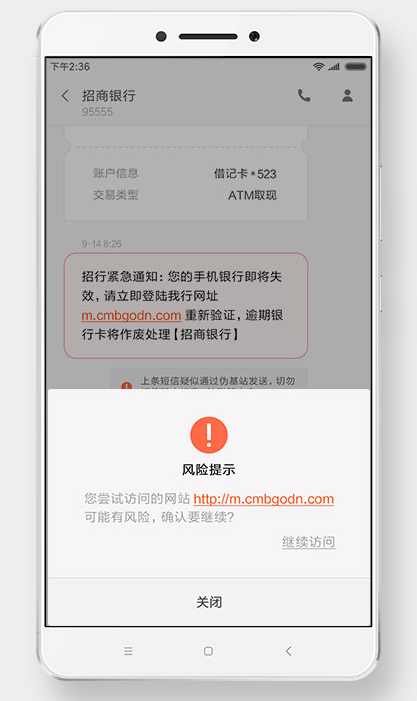 下午2:36
招商银行
95555
账户信息 借记卡*523
交易类型 ATM取现
9-14 8:26
招行紧急通知：您的手机银行即将失
效，请立即登陆我行网址
m.cmbgodn.com 重新验证，逾期银
行卡将作废处理【招商银行】
上条短信疑似通过伪基站发送，切勿
风险提示
您尝试访问的网站 http://m.cmbgodn.com
可能有风险，确认要继续?
继续访问
关闭